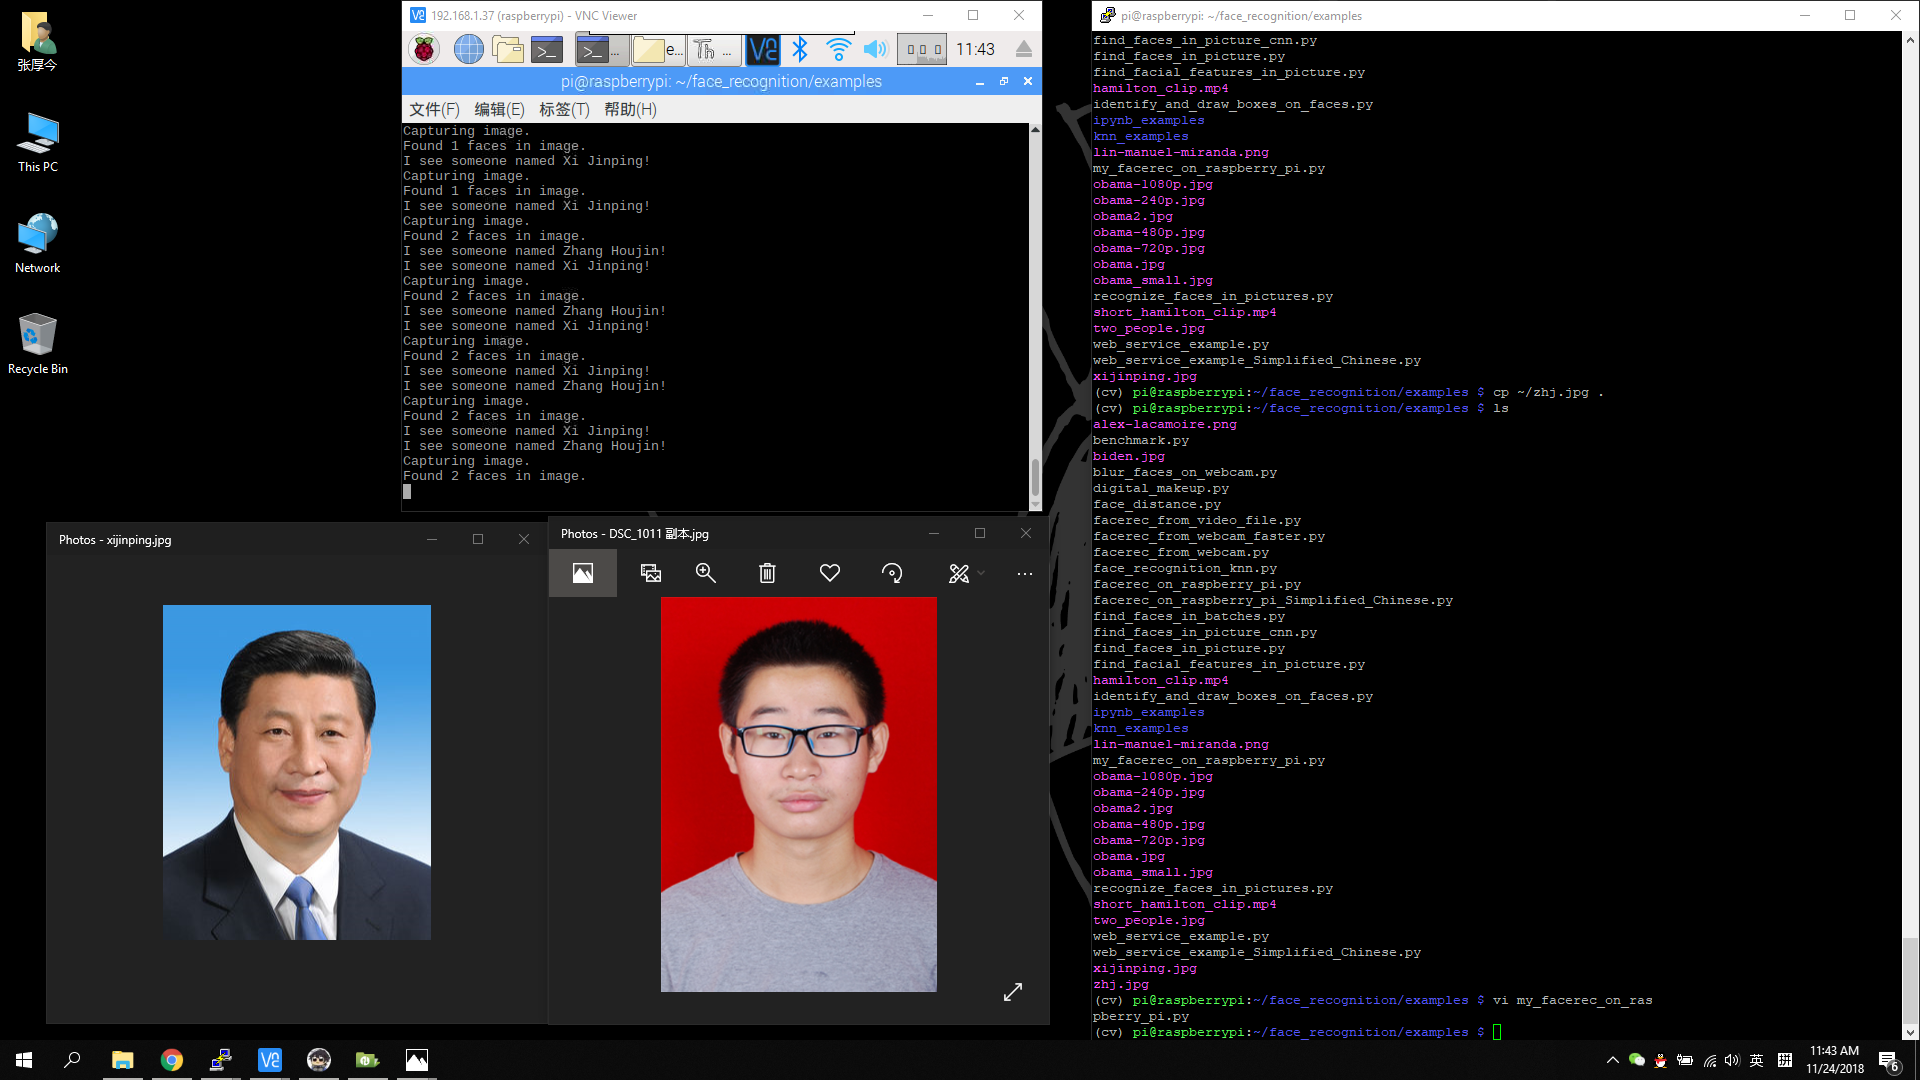 张厚今
This PC
Network
Recycle Bin
192.168.1.37 (raspberrypi) - VNC Viewer
e...
Th ...
11:43
pi@raspberrypi: ~/face_recognition/examples
文件(F) 编辑(E) 标签(T) 帮助(H)
Capturing image.
Found 1 faces in image.
I see someone named Xi Jinping!
Capturing image.
Found 1 faces in image.
I see someone named Xi Jinping!
Capturing image.
Found 2 faces in image.
I see someone named Zhang Houjin!
I see someone named Xi Jinping!
Capturing image.
Found 2 faces in image.
I see someone named Zhang Houjin!
I see someone named Xi Jinping!
Capturing image.
Found 2 faces in image.
I see someone named Xi Jinping!
I see someone named Zhang Houjin!
Capturing image.
Found 2 faces in image.
I see someone named Xi Jinping!
I see someone named Zhang Houjin!
Capturing image.
Found 2 faces in image.
Photos - xijinping.jpg
Photos - DSC_1011 副本.jpg
pi@raspberrypi: ~/face_recognition/examples
find_faces_in_picture_cnn.py
find_faces_in_picture.py
find_facial_features_in_picture.py
hamilton_clip.mp4
identify_and_draw_boxes_on_faces.py
ipynb_examples
knn_examples
lin-manuel-miranda.png
my_facerec_on_raspberry_pi.py
obama-1080p.jpg
obama-240p.jpg
obama2.jpg
obama-480p.jpg
obama-720p.jpg
obama.jpg
obama_small.jpg
recognize_faces_in_pictures.py
short_hamilton_clip.mp4
two_people.jpg
web_service_example.py
web_service_example_Simplified_Chinese.py
xijinping.jpg
(cv) pi@raspberrypi:~/face_recognition/examples $ cp ~/zhj.jpg .
(cv) pi@raspberrypi:~/face_recognition/examples $ ls
alex-lacamoire.png
benchmark.py
biden.jpg
blur_faces_on_webcam.py
digital_makeup.py
face_distance.py
facerec_from_video_file.py
facerec_from_webcam_faster.py
facerec_from_webcam.py
face_recognition_knn.py
facerec_on_raspberry_pi.py
facerec_on_raspberry_pi_Simplified_Chinese.py
find_faces_in_batches.py
find_faces_in_picture_cnn.py
find_faces_in_picture.py
find_facial_features_in_picture.py
hamilton_clip.mp4
identify_and_draw_boxes_on_faces.py
ipynb_examples
knn_examples
lin-manuel-miranda.png
my_facerec_on_raspberry_pi.py
obama-1080p.jpg
obama-240p.jpg
obama2.jpg
obama-480p.jpg
obama-720p.jpg
obama.jpg
obama_small.jpg
recognize_faces_in_pictures.py
short_hamilton_clip.mp4
two_people.jpg
web_service_example.py
web_service_example_Simplified_Chinese.py
xijinping.jpg
zhj.jpg
(cv) pi@raspberrypi:~/face_recognition/examples $ vi my_facerec_on_ras
pberry_pi.py
(cv) pi@raspberrypi:~/face_recognition/examples $
英 拼
11:43 AM
11/24/2018
6